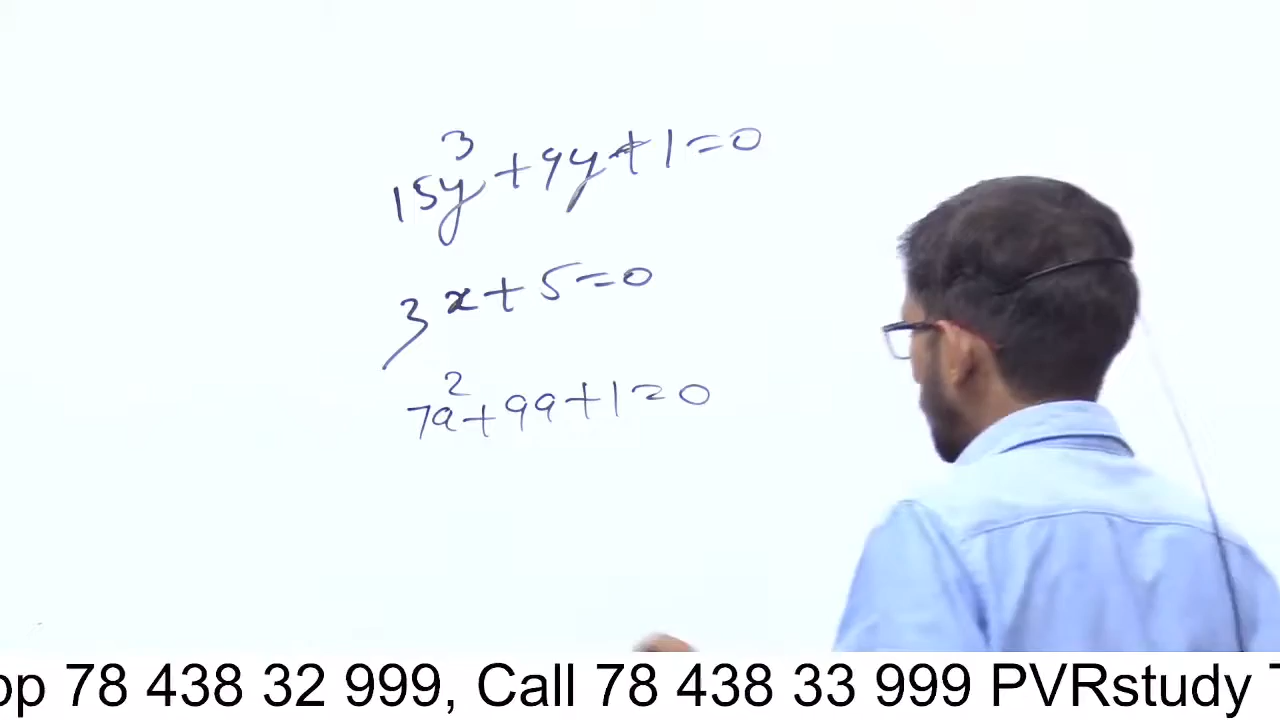 15y³+9y+1=0
3x+5=0
7a²+9a+1=0
op 78 438 32 999, Call 78 438 33 999 PVRstudy T